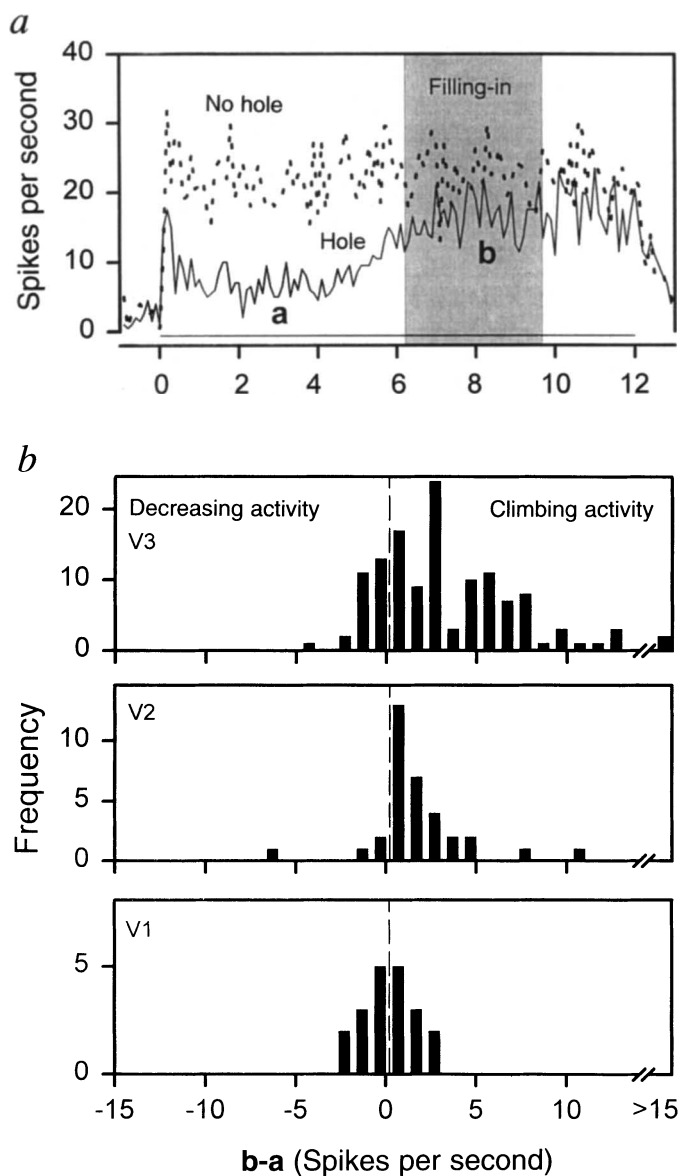 a
40
30
20
10
0
Spikes per second
No hole
Filling-in
Hole
a
b
0 2 4 6 8 10 12
b
Decreasing activity Climbing activity
V3
20
10
0
V2
10
5
0
Frequency
V1
5
0
-15 -10 -5 0 5 10 >15
b-a (Spikes per second)